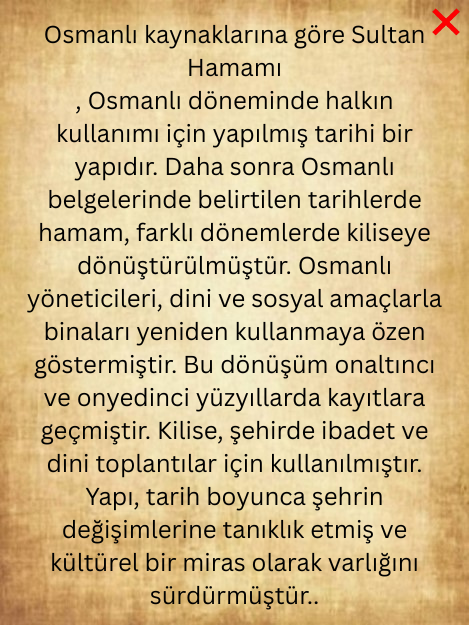 Osmanlı kaynaklarına göre Sultan
Hamamı
, Osmanlı döneminde halkın
kullanımı için yapılmış tarihi bir
yapıdır. Daha sonra Osmanlı
belgelerinde belirtilen tarihlerde
hamam, farklı dönemlerde kiliseye
dönüştürülmüştür. Osmanlı
yöneticileri, dini ve sosyal amaçlarla
binaları yeniden kullanmaya özen
göstermiştir. Bu dönüşüm onaltıncı
ve onyedinci yüzyıllarda kayıtlara
geçmiştir. Kilise, şehirde ibadet ve
dini toplantılar için kullanılmıştır.
Yapı, tarih boyunca şehrin
değişimlerine tanıklık etmiş ve
kültürel bir miras olarak varlığını
sürdürmüştür..